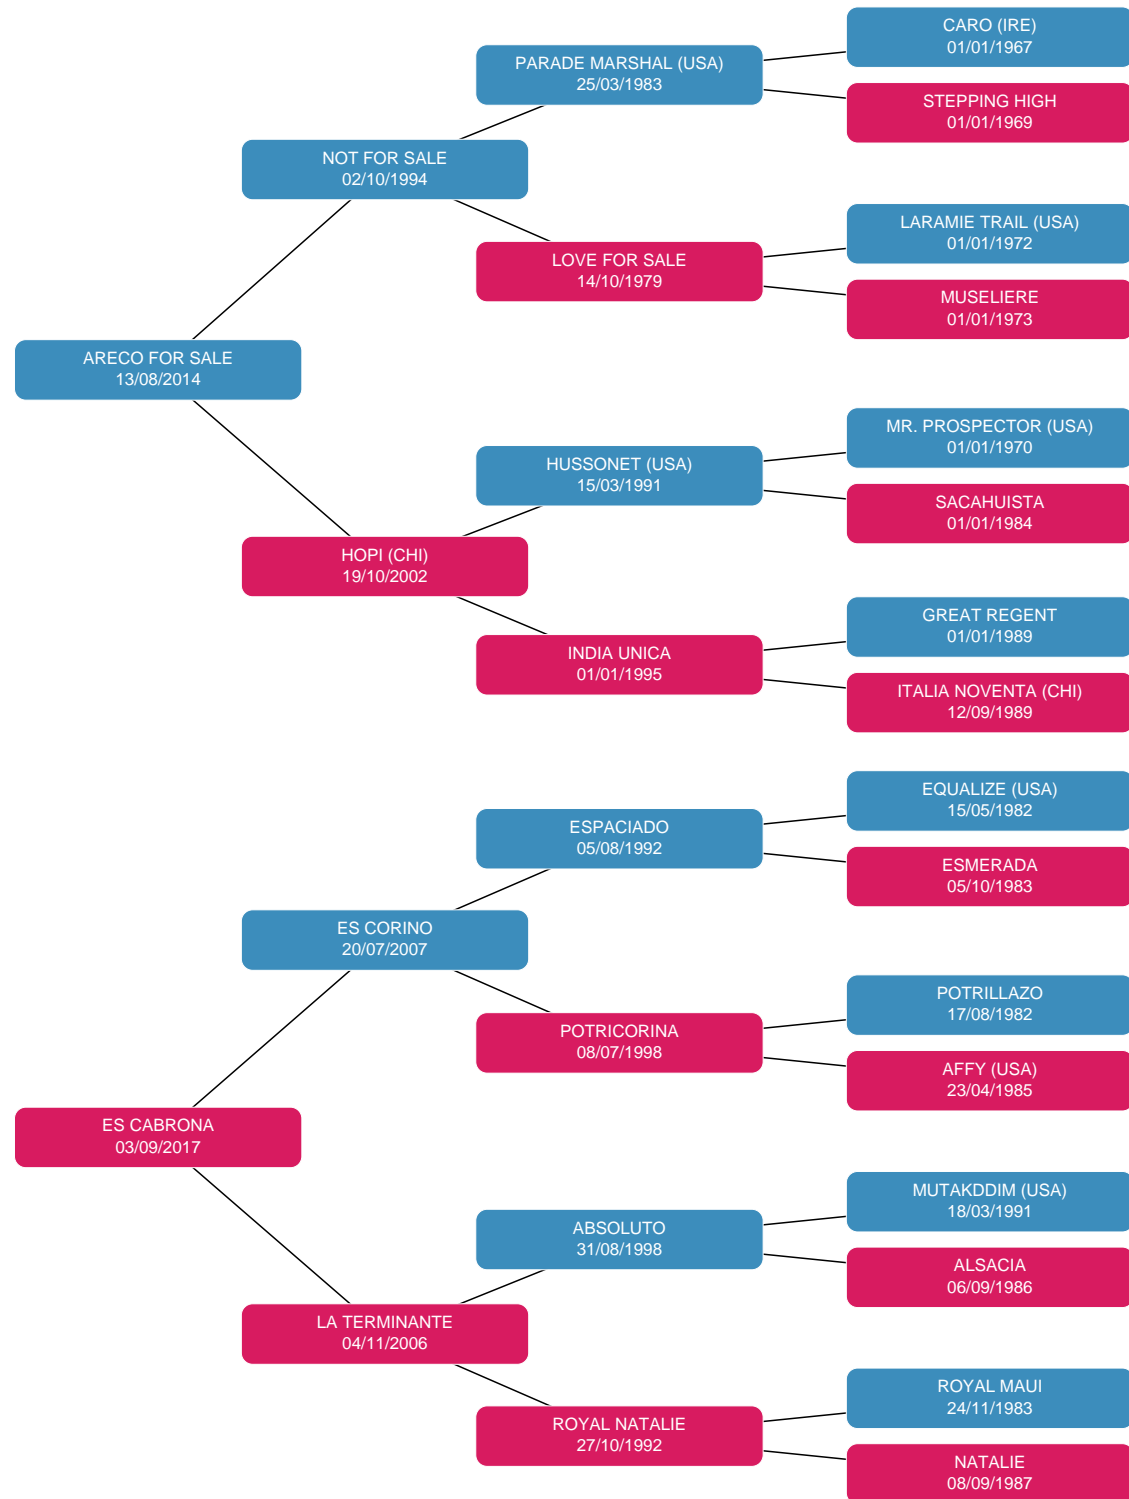 CARO (IRE)
01/01/1967
PARADE MARSHAL (USA)
25/03/1983
STEPPING HIGH
01/01/1969
NOT FOR SALE
02/10/1994
LARAMIE TRAIL (USA)
01/01/1972
LOVE FOR SALE
14/10/1979
MUSELIERE
01/01/1973
ARECO FOR SALE
13/08/2014
MR. PROSPECTOR (USA)
01/01/1970
HUSSONET (USA)
15/03/1991
SACAHUISTA
01/01/1984
HOPI (CHI)
19/10/2002
GREAT REGENT
01/01/1989
INDIA UNICA
01/01/1995
ITALIA NOVENTA (CHI)
12/09/1989
EQUALIZE (USA)
15/05/1982
ESPACIADO
05/08/1992
ESMERADA
05/10/1983
ES CORINO
20/07/2007
POTRILLAZO
17/08/1982
POTRICORINA
08/07/1998
AFFY (USA)
23/04/1985
ES CABRONA
03/09/2017
MUTAKDDIM (USA)
18/03/1991
ABSOLUTO
31/08/1998
ALSACIA
06/09/1986
LA TERMINANTE
04/11/2006
ROYAL MAUI
24/11/1983
ROYAL NATALIE
27/10/1992
NATALIE
08/09/1987